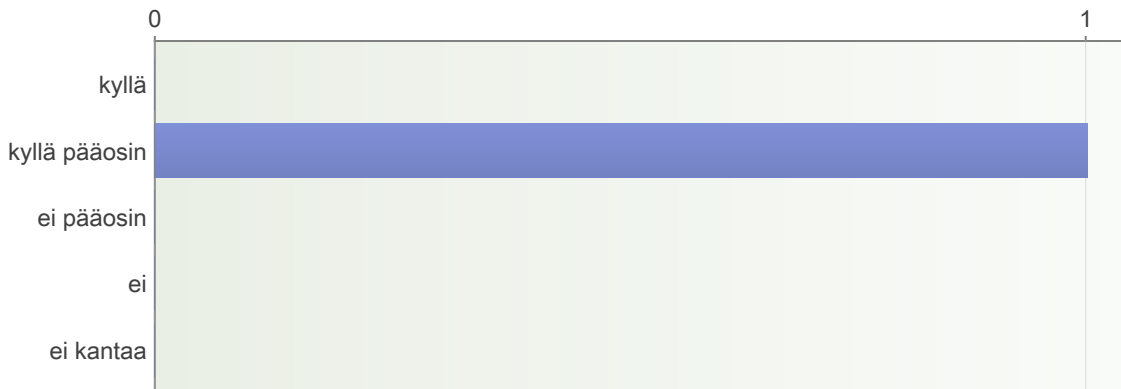 0 1
kyllä
kyllä pääosin
ei pääosin
ei
ei kantaa